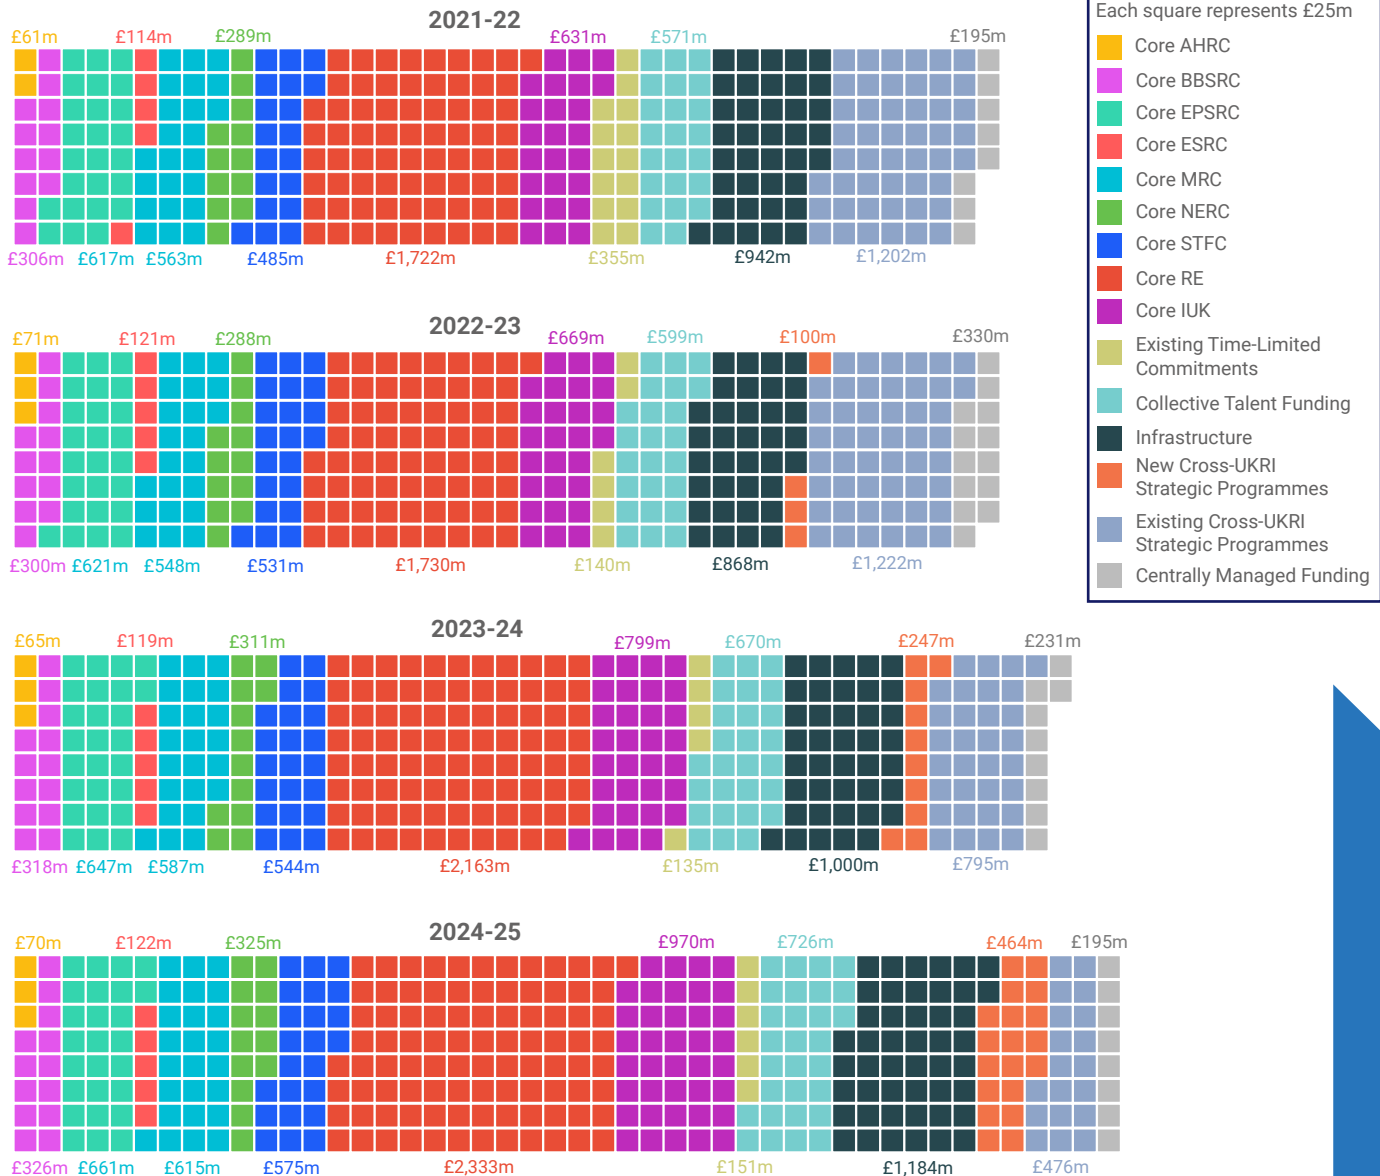 2021-22
£61m £114m £289m £631m £571m £195m
£306m £617m £563m £485m £1,722m £355m £942m £1,202m
2022-23
£71m £121m £288m £669m £599m £100m £330m
£300m £621m £548m £531m £1,730m £140m £868m £1,222m
2023-24
£65m £119m £311m £799m £670m £247m £231m
£318m £647m £587m £544m £2,163m £135m £1,000m £795m
2024-25
£70m £122m £325m £970m £726m £464m £195m
£326m £661m £615m £575m £2,333m £151m £1,184m £476m
Each square represents £25m
Core AHRC
Core BBSRC
Core EPSRC
Core ESRC
Core MRC
Core NERC
Core STFC
Core RE
Core IUK
Existing Time-Limited
Commitments
Collective Talent Funding
Infrastructure
New Cross-UKRI
Strategic Programmes
Existing Cross-UKRI
Strategic Programmes
Centrally Managed Funding